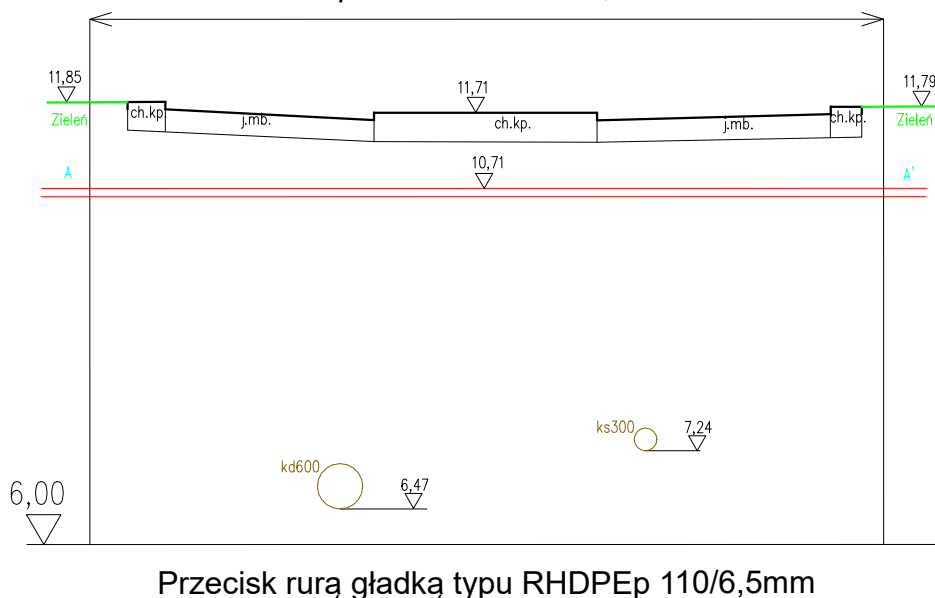 11,85
11,71
11,79
ch.kp.
j.mb.
ch.kp.
j.mb.
ch.kp.
Zieleń
Zieleń
A
10,71
A'
ks300
7,24
kd600
6,47
6,00
Przecisk rurą gładką typu RHDPEp 110/6,5mm